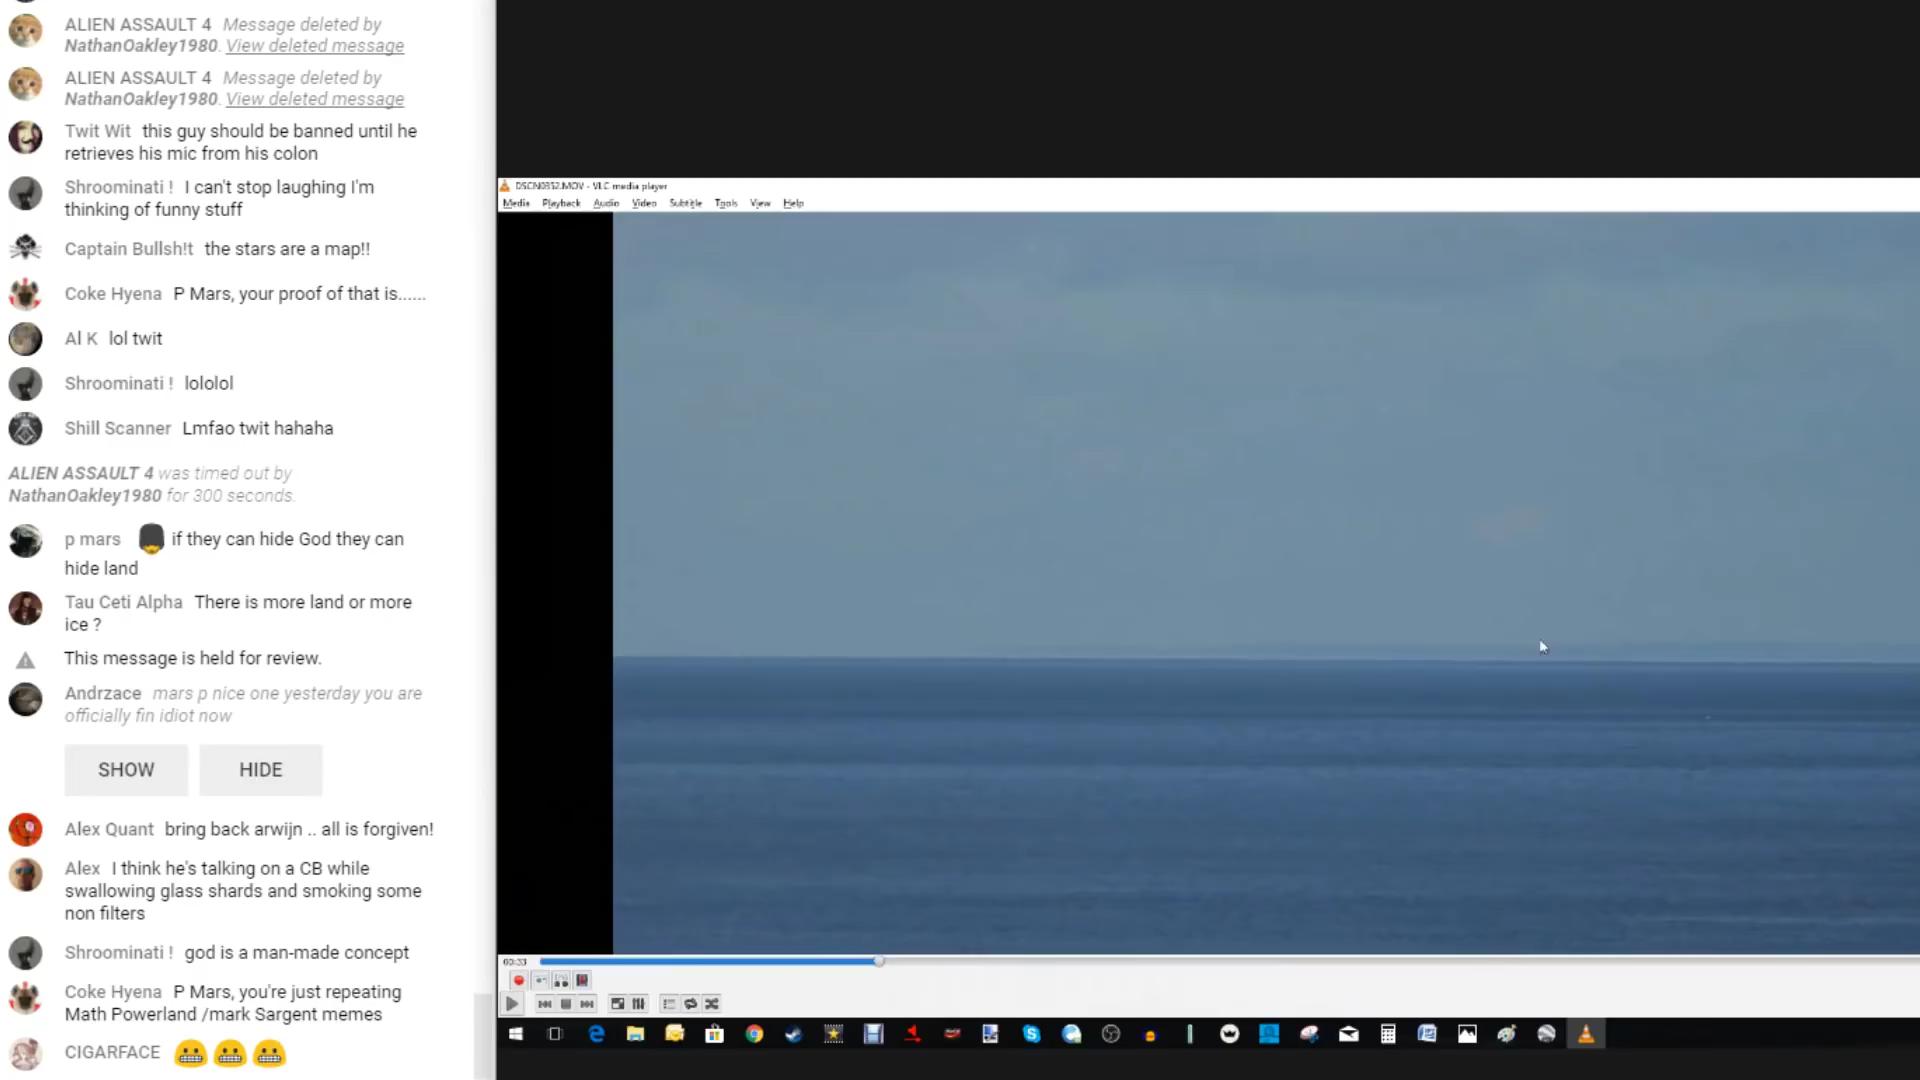 ALIEN ASSAULT 4 Message deleted by
NathanOakley1980. View deleted message
ALIEN ASSAULT 4 Message deleted by
NathanOakley1980. View deleted message
Twit Wit this guy should be banned until he
retrieves his mic from his colon
Shroominati ! I can't stop laughing I'm
thinking of funny stuff
Captain Bullsh!t the stars are a map!!
Coke Hyena P Mars, your proof of that is......
Al K lol twit
Shroominati ! lololol
Shill Scanner Lmfao twit hahaha
ALIEN ASSAULT 4 was timed out by
NathanOakley1980 for 300 seconds.
p mars if they can hide God they can
hide land
Tau Ceti Alpha There is more land or more
ice ?
This message is held for review.
Andrzace mars p nice one yesterday you are
officially fin idiot now
SHOW HIDE
Alex Quant bring back arwijn .. all is forgiven!
Alex I think he's talking on a CB while
swallowing glass shards and smoking some
non filters
Shroominati ! god is a man-made concept
Coke Hyena P Mars, you're just repeating
Math Powerland /mark Sargent memes
CIGARFACE
DSCN0352.MOV - VLC media player
Media Playback Audio Video Subtitle Tools View Help
00:33